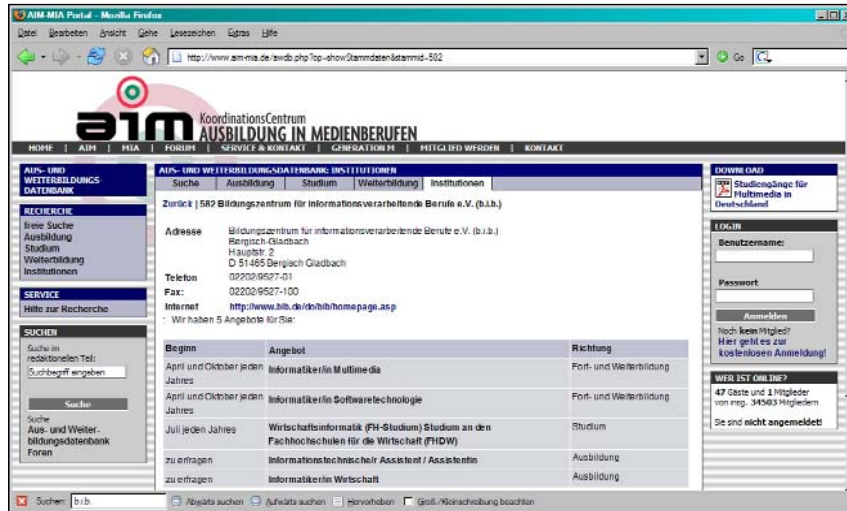 AIM-MIA Portal - Mozilla Firefox
Datei Bearbeiten Ansicht Gehe Lesezeichen Extras Hilfe
http://www.aim-mia.de/awdb.php?op=showStammdaten&stammid=502
Go
aim
KoordinationsCentrum
AUSBILDUNG IN MEDIENBERUFEN
HOME | AIM | MIA | FORUM | SERVICE & KONTAKT | GENERATION M | MITGLIED WERDEN | KONTAKT
AUS- UND
WEITERBILDUNGS
DATENBANK
RECHERCHE
freie Suche
Ausbildung
Studium
Weiterbildung
Institutionen
SERVICE
Hilfe zur Recherche
SUCHEN
Suche im
redaktionellen Teil:
Suchbegriff eingeben
Suche
Suche
Aus- und Weiter-
bildungsdatenbank
Foren
AUS- UND WEITERBILDUNGSDATENBANK: INSTITUTIONEN
Suche Ausbildung Studium Weiterbildung Institutionen
Zurück | 582 Bildungszentrum für informationsverarbeitende Berufe e.V. (b.i.b.)
Adresse Bildungszentrum für informationsverarbeitende Berufe e.V. (b.i.b.)
Bergisch-Gladbach
Hauptstr. 2
D 51465 Bergisch Gladbach
Telefon 02202/9527-01
Fax: 02202/9527-100
Internet http://www.bib.de/do/bib/homepage.asp
: Wir haben 5 Angebote für Sie:
Beginn Angebot Richtung
April und Oktober jeden Jahres Informatiker/in Multimedia Fort- und Weiterbildung
April und Oktober jeden Jahres Informatiker/in Softwaretechnologie Fort- und Weiterbildung
Juli jeden Jahres Wirtschaftsinformatik (FH-Studium) Studium an den Studium
Fachhochschulen für die Wirtschaft (FHDW)
zu erfragen Informationstechnische/r Assistent / Assistentin Ausbildung
zu erfragen Informatiker/in Wirtschaft Ausbildung
DOWNLOAD
Studiengänge für
Multimedia in
Deutschland
LOGIN
Benutzername:
Passwort
Anmelden
Noch kein Mitglied?
Hier geht es zur
kostenlosen Anmeldung!
WER IST ONLINE?
47 Gäste und 1 Mitglieder
von insg. 34503 Mitgliedern
Sie sind nicht angemeldet!
Suchen: b.i.b. Abwärts suchen Aufwärts suchen Hervorheben Groß-/Kleinschreibung beachten